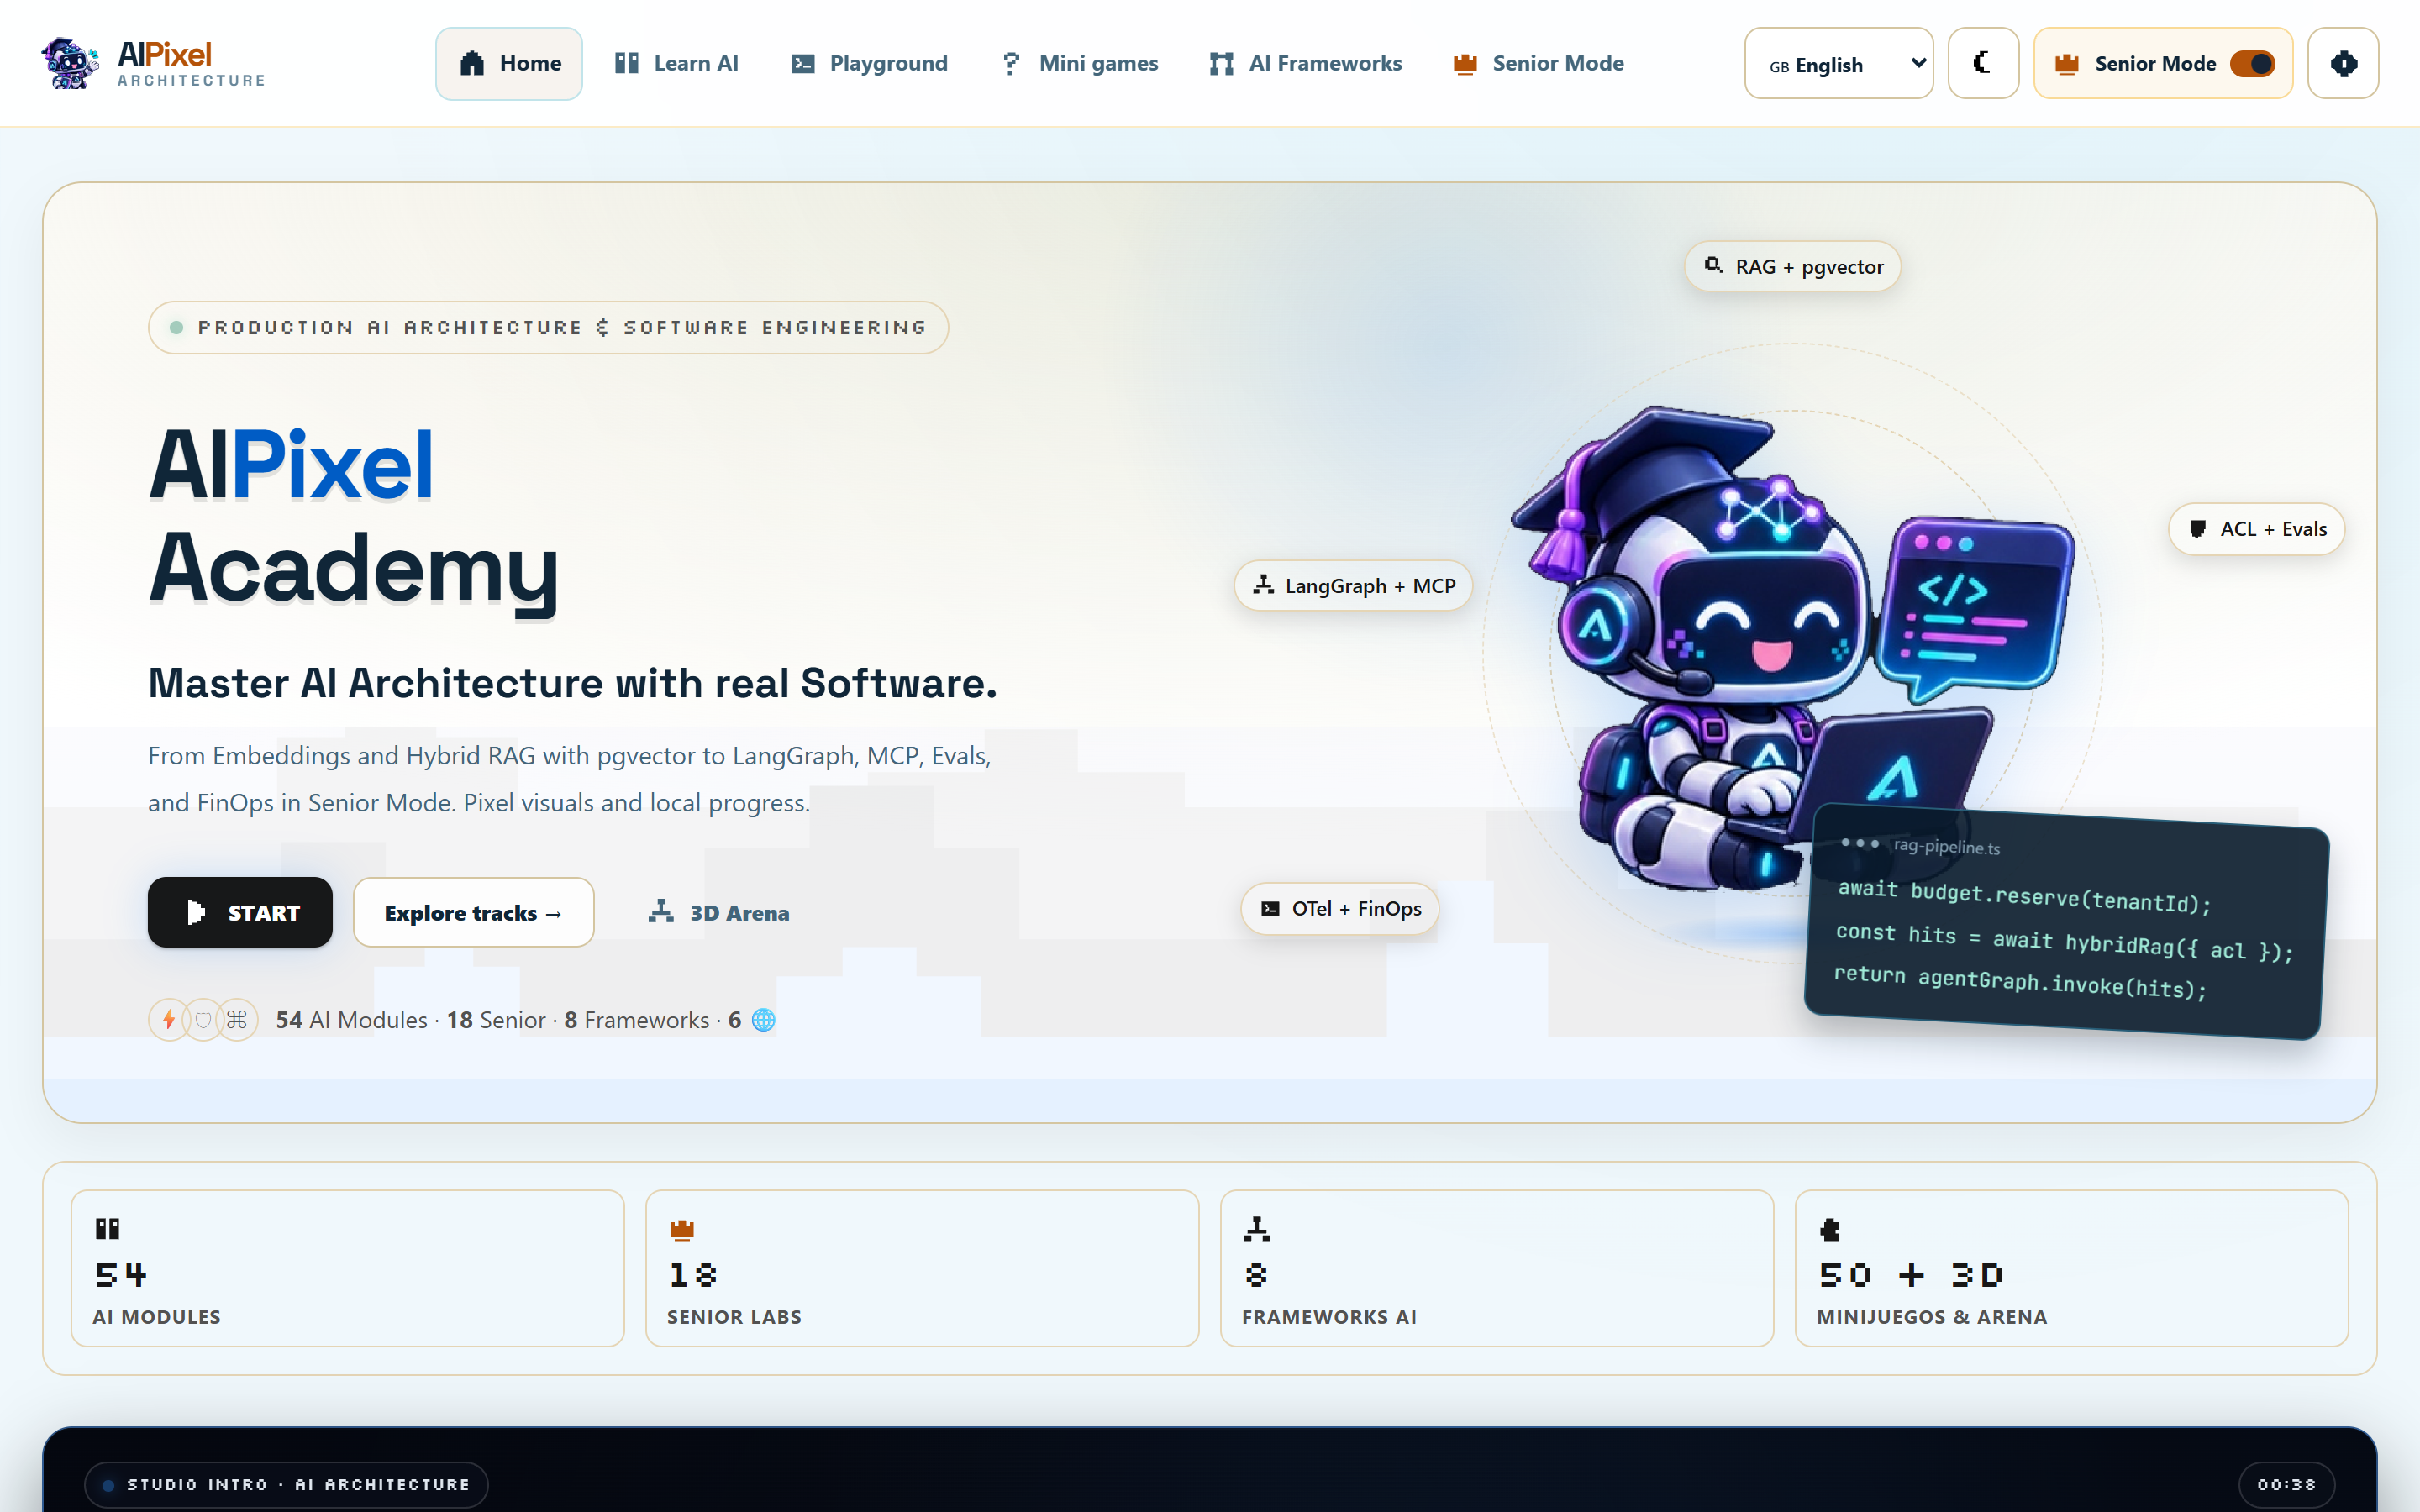 AIPixel
ARCHITECTURE
Home
Learn AI
Playground
Mini games
AI Frameworks
Senior Mode
GB English
Senior Mode
PRODUCTION AI ARCHITECTURE & SOFTWARE ENGINEERING
AIPixel
Academy
Master AI Architecture with real Software.
From Embeddings and Hybrid RAG with pgvector to LangGraph, MCP, Evals,
and FinOps in Senior Mode. Pixel visuals and local progress.
START
Explore tracks →
3D Arena
54 AI Modules · 18 Senior · 8 Frameworks · 6
RAG + pgvector
ACL + Evals
LangGraph + MCP
OTel + FinOps
</>
rag-pipeline.ts
await budget.reserve(tenantId);
const hits = await hybridRag({ acl });
return agentGraph.invoke(hits);
54
AI MODULES
18
SENIOR LABS
8
FRAMEWORKS AI
50 + 3D
MINIJUEGOS & ARENA
STUDIO INTRO · AI ARCHITECTURE
00:38